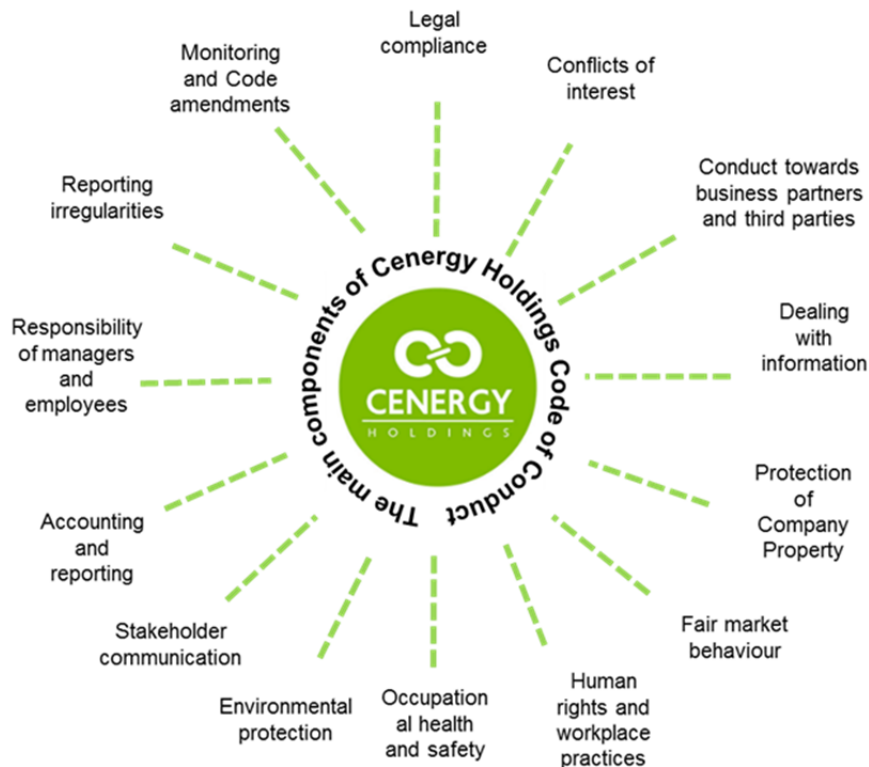 Legal
compliance
Conflicts of
interest
Conduct towards
business partners
and third parties
Dealing
with
information
Protection
of
Company
Property
Fair market
behaviour
Human
rights and
workplace
practices
Occupation
al health
and safety
Environmental
protection
Stakeholder
communication
Accounting
and
reporting
Responsibility
of managers
and
employees
Reporting
irregularities
Monitoring
and Code
amendments
The main components of Cenergy Holdings Code of Conduct
CENERGY
HOLDINGS